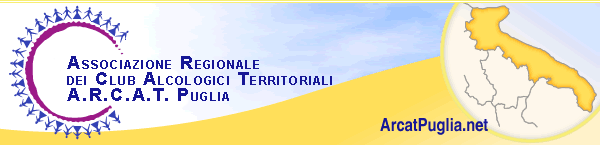 Associazione Regionale
dei Club Alcologici Territoriali
A.R.C.A.T. Puglia
ArcatPuglia.net